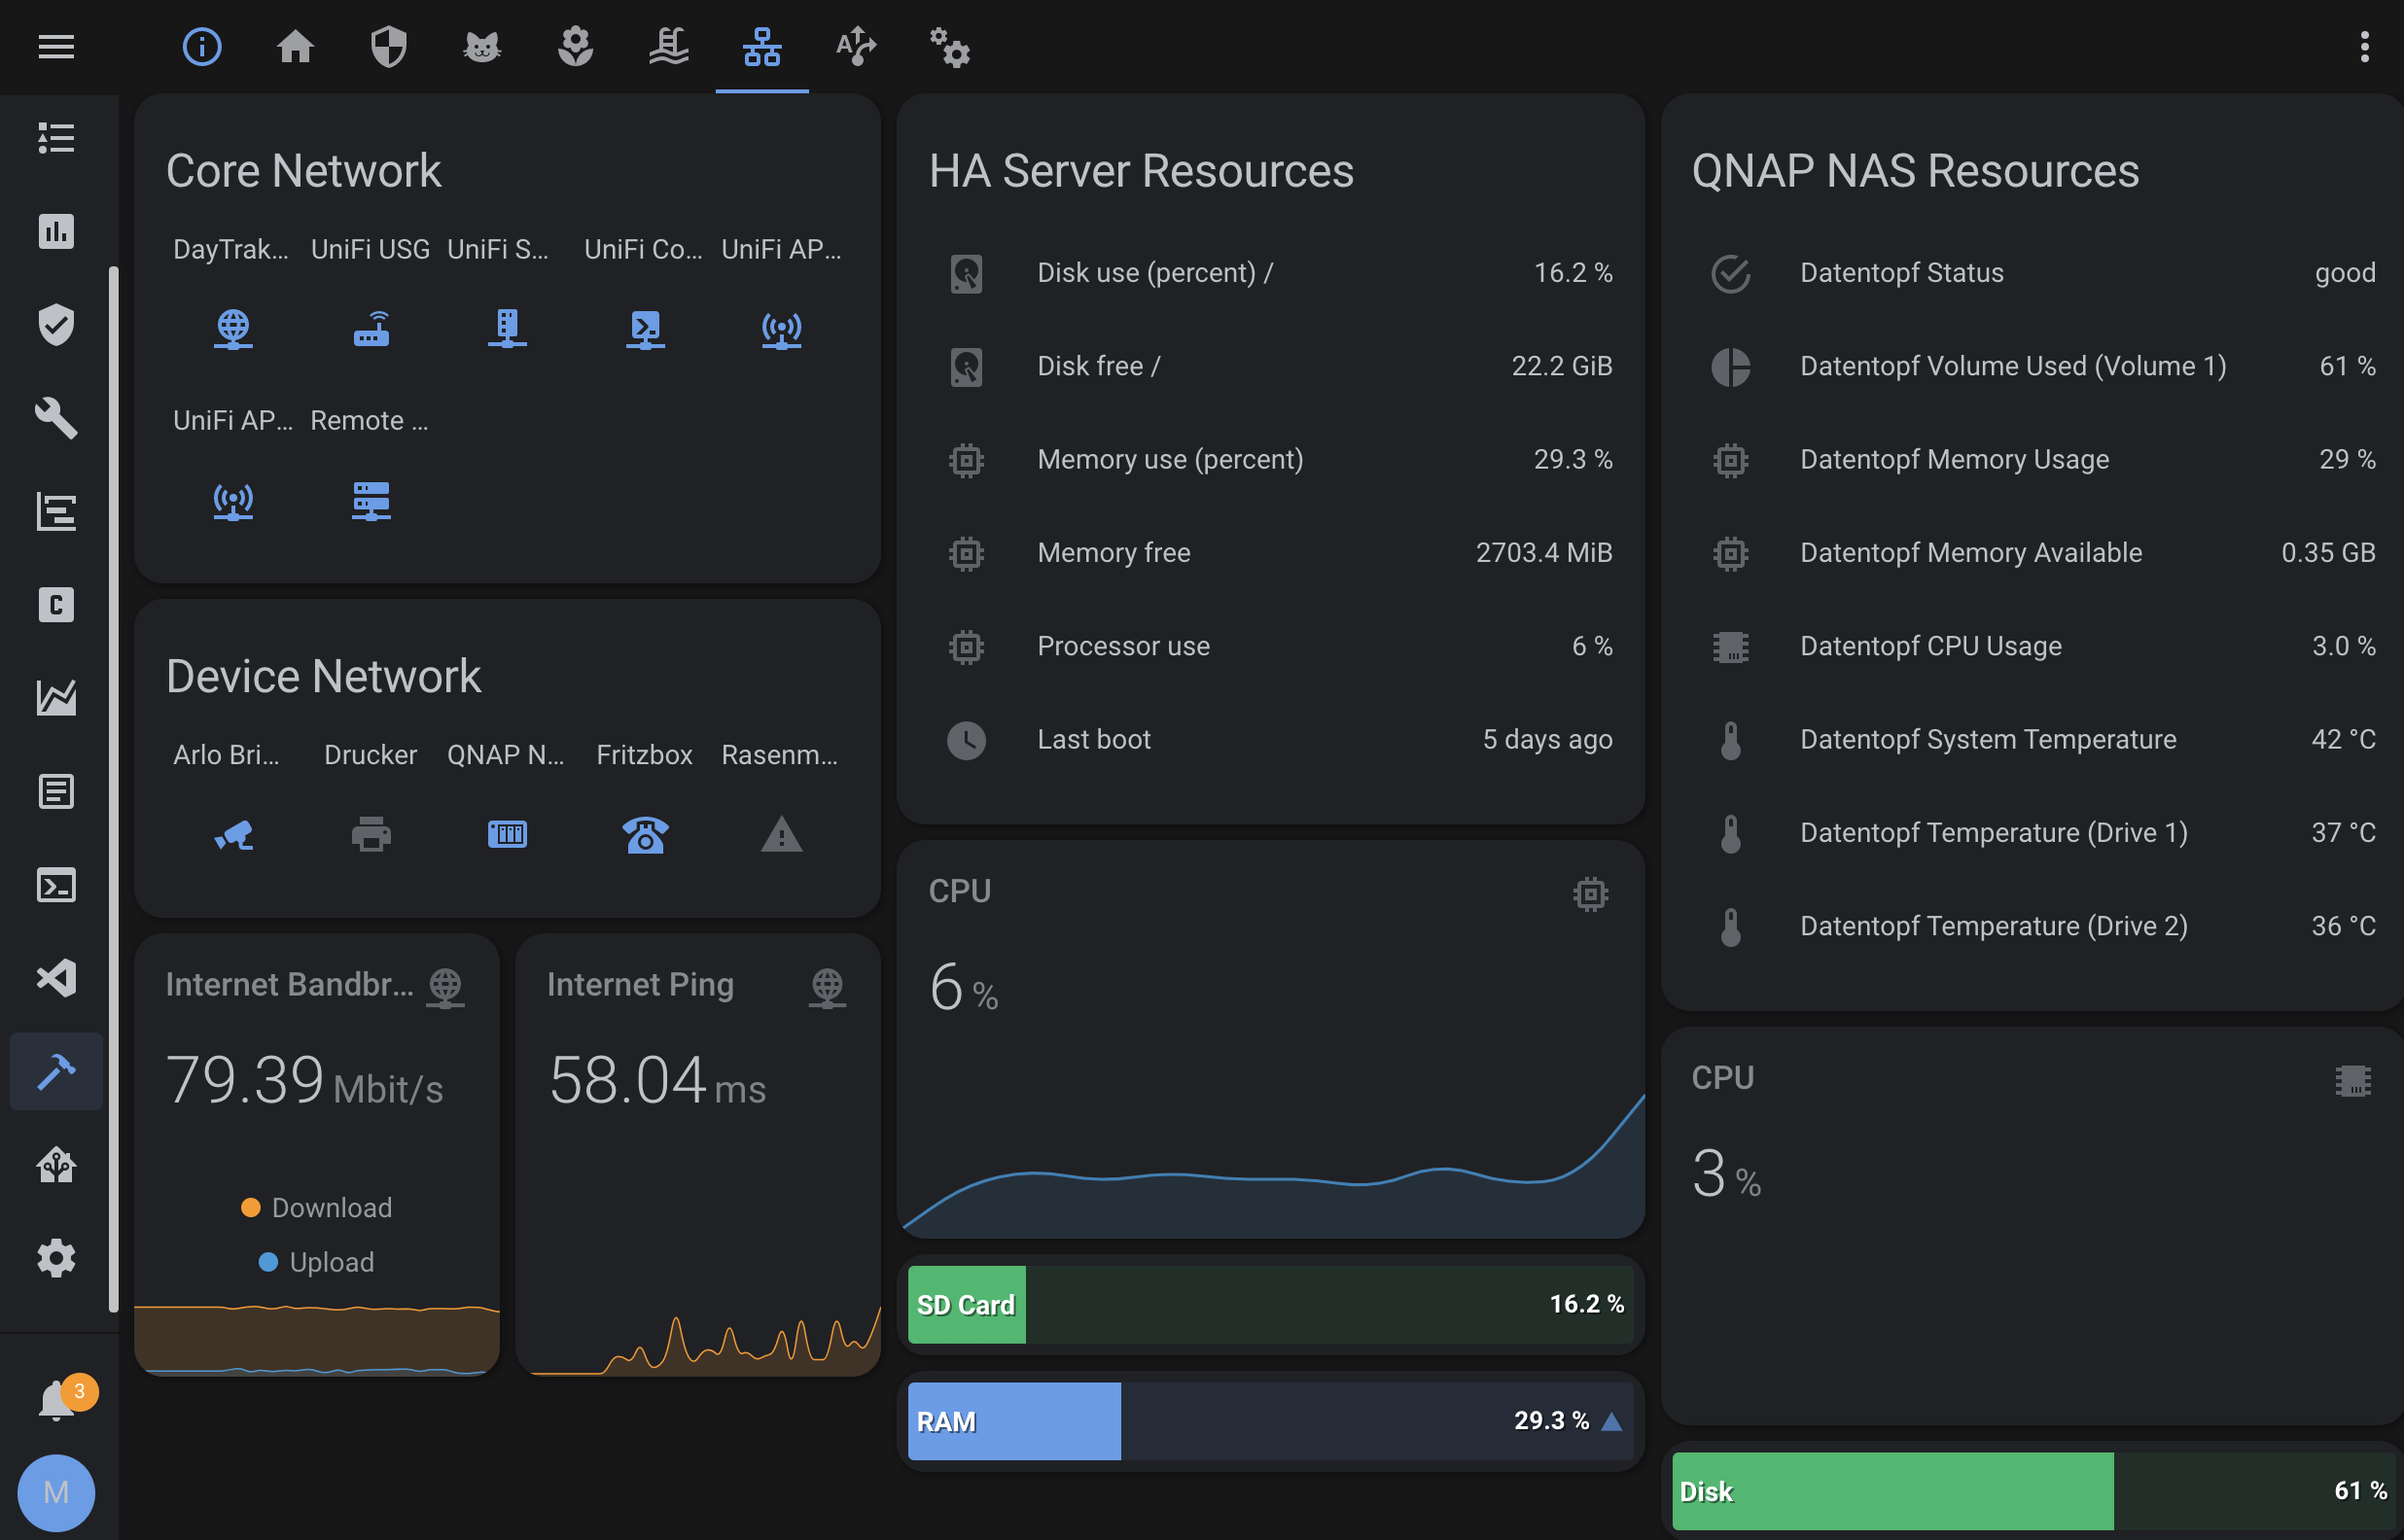 Core Network
DayTrak... UniFi USG UniFi S... UniFi Co... UniFi AP...
UniFi AP... Remote ...
Device Network
Arlo Bri... Drucker QNAP N... Fritzbox Rasenm...
Internet Bandbr...
79.39 Mbit/s
Download
Upload
Internet Ping
58.04 ms
HA Server Resources
Disk use (percent) / 16.2 %
Disk free / 22.2 GiB
Memory use (percent) 29.3 %
Memory free 2703.4 MiB
Processor use 6 %
Last boot 5 days ago
CPU
6 %
SD Card 16.2 %
RAM 29.3 %
QNAP NAS Resources
Datentopf Status good
Datentopf Volume Used (Volume 1) 61 %
Datentopf Memory Usage 29 %
Datentopf Memory Available 0.35 GB
Datentopf CPU Usage 3.0 %
Datentopf System Temperature 42 °C
Datentopf Temperature (Drive 1) 37 °C
Datentopf Temperature (Drive 2) 36 °C
CPU
3 %
Disk 61 %
C
3
M
A